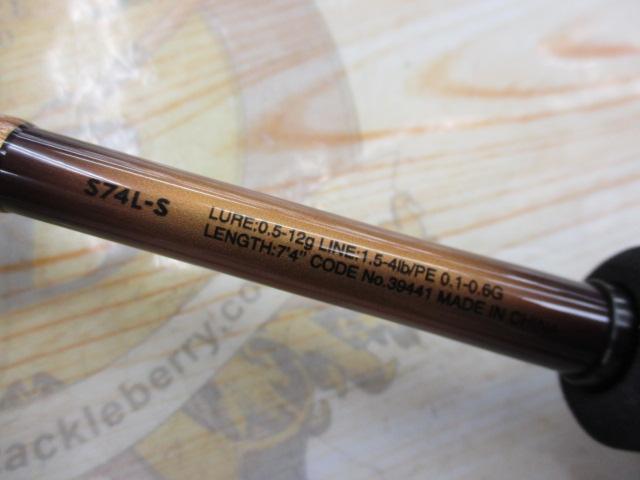 S74L-S
LURE:0.5-12g LINE:1.5-4lb/PE 0.1-0.6G
LENGTH:7'4" CODE No.39441 MADE IN CHINA
ackleberry.co